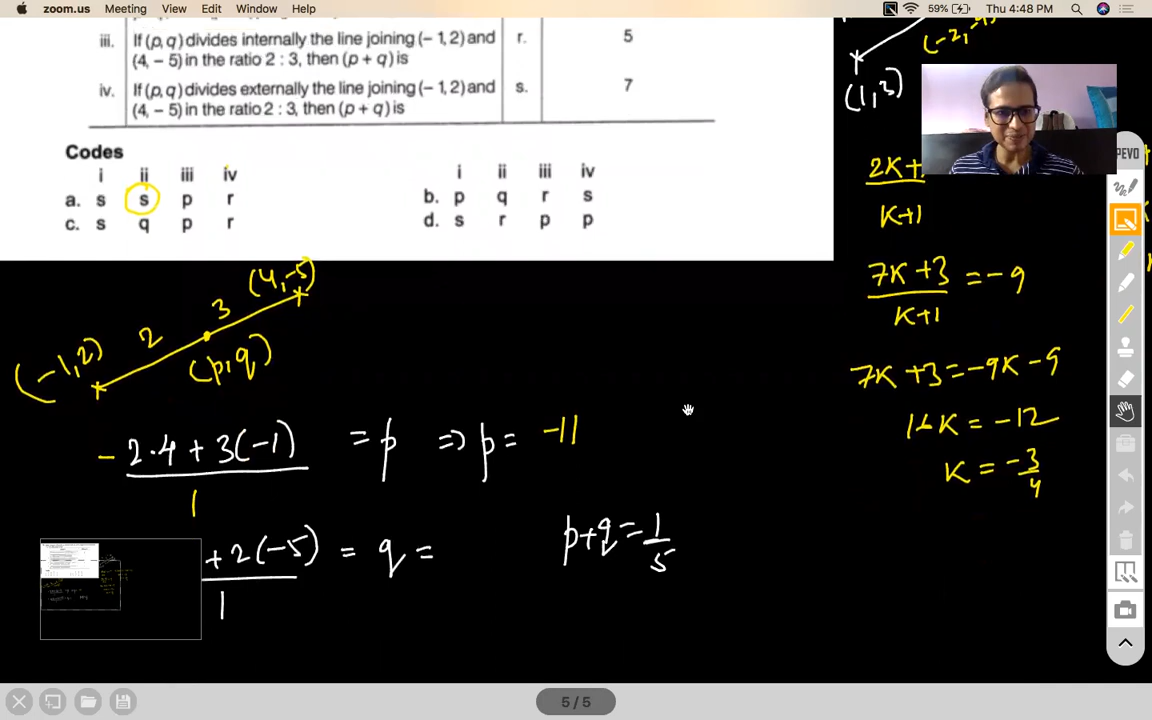 zoom.us Meeting View Edit Window Help 59% Thu 4:48 PM
iii. If (p, q) divides internally the line joining (– 1, 2) and r. 5
(4, – 5) in the ratio 2 : 3, then (p + q) is
iv. If (p, q) divides externally the line joining (– 1, 2) and s. 7
(4, – 5) in the ratio 2 : 3, then (p + q) is
Codes
i ii iii iv i ii iii iv
a. s s p r b. p q r s
c. s q p r d. s r p p
(1, 3)
PEVO
K+1
7K +3 = -9
K+1
7K +3 = -9K -9
K = -3/4
(4, -5)
3
2
(-1, 2)
(p, q)
- 2·4 + 3(-1) = p => p = -11
1
+ 2(-5) = q =
1
p+q = 1/5
5 / 5